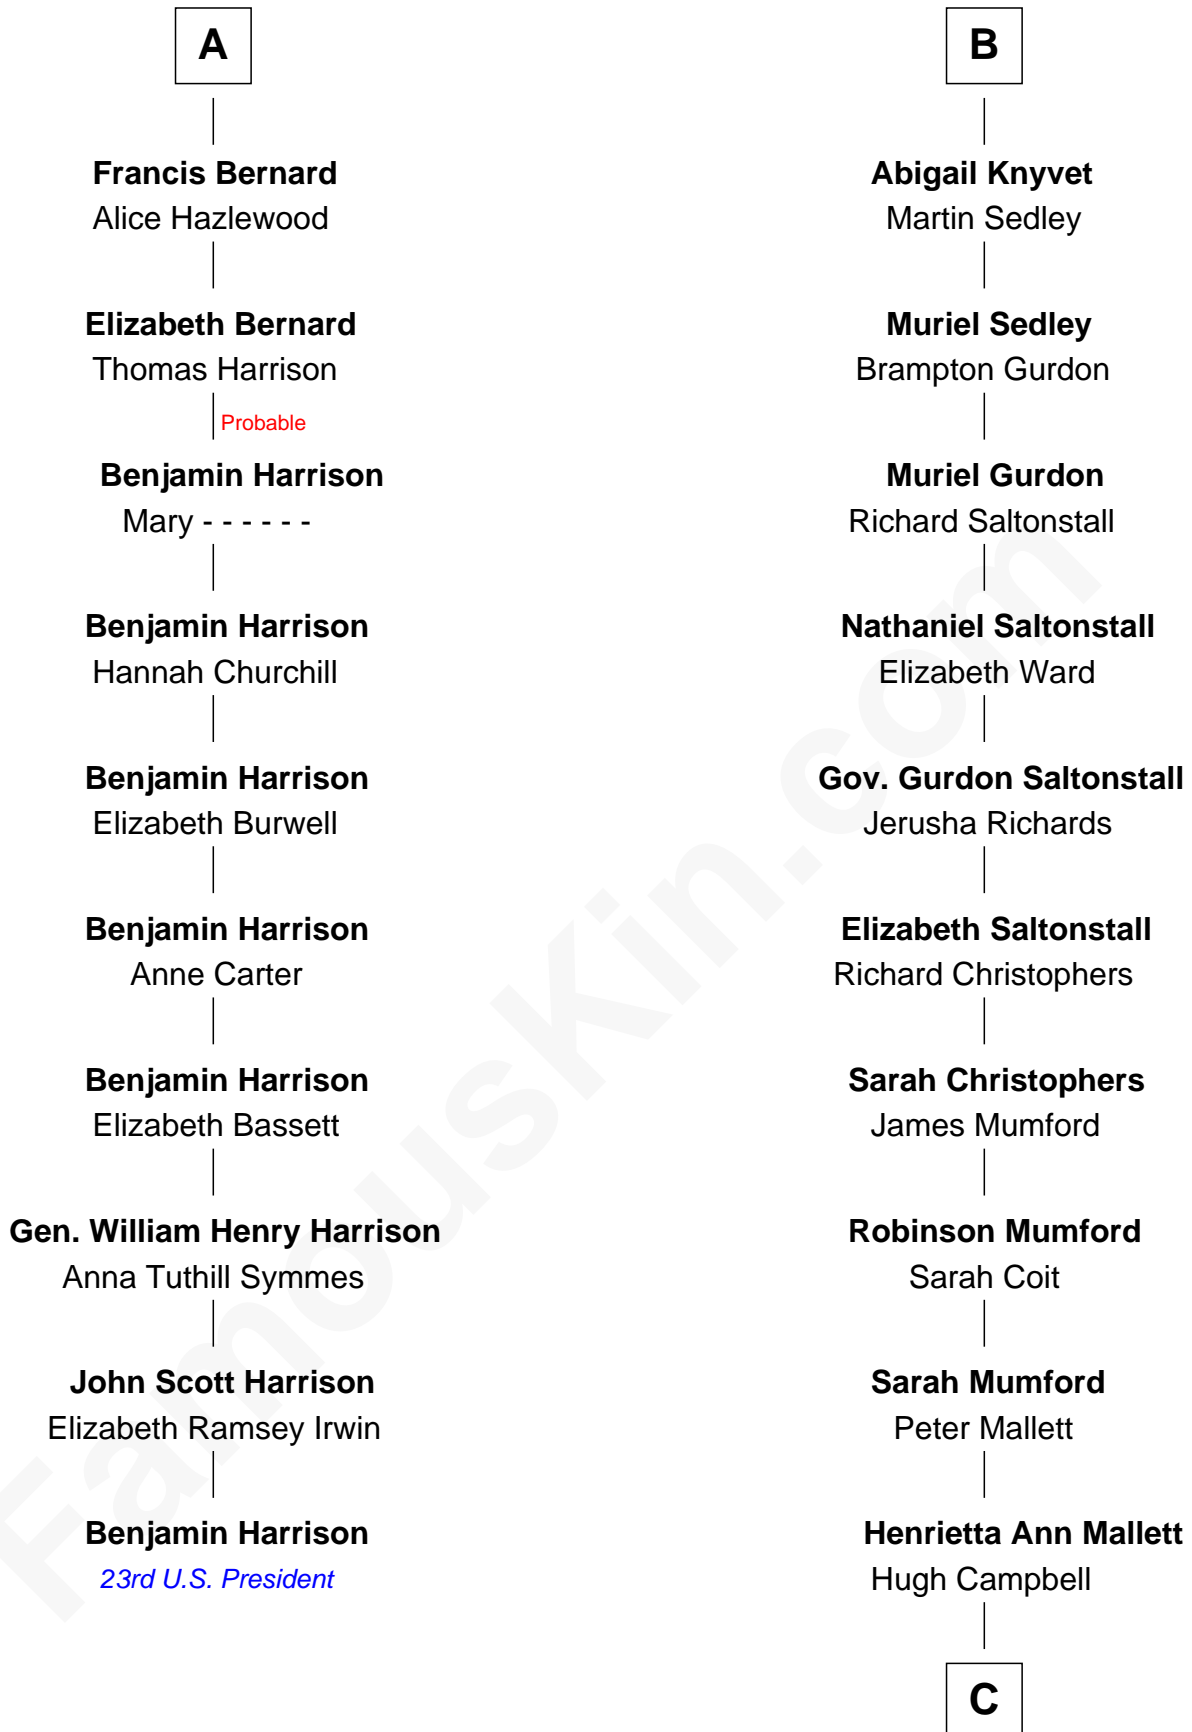 A
Francis Bernard
Alice Hazlewood
Elizabeth Bernard
Thomas Harrison
Probable
Benjamin Harrison
Mary - - - - - -
Benjamin Harrison
Hannah Churchill
Benjamin Harrison
Elizabeth Burwell
Benjamin Harrison
Anne Carter
Benjamin Harrison
Elizabeth Bassett
Gen. William Henry Harrison
Anna Tuthill Symmes
John Scott Harrison
Elizabeth Ramsey Irwin
Benjamin Harrison
23rd U.S. President
B
Abigail Knyvet
Martin Sedley
Muriel Sedley
Brampton Gurdon
Muriel Gurdon
Richard Saltonstall
Nathaniel Saltonstall
Elizabeth Ward
Gov. Gurdon Saltonstall
Jerusha Richards
Elizabeth Saltonstall
Richard Christophers
Sarah Christophers
James Mumford
Robinson Mumford
Sarah Coit
Sarah Mumford
Peter Mallett
Henrietta Ann Mallett
Hugh Campbell
C
FamousKin.com